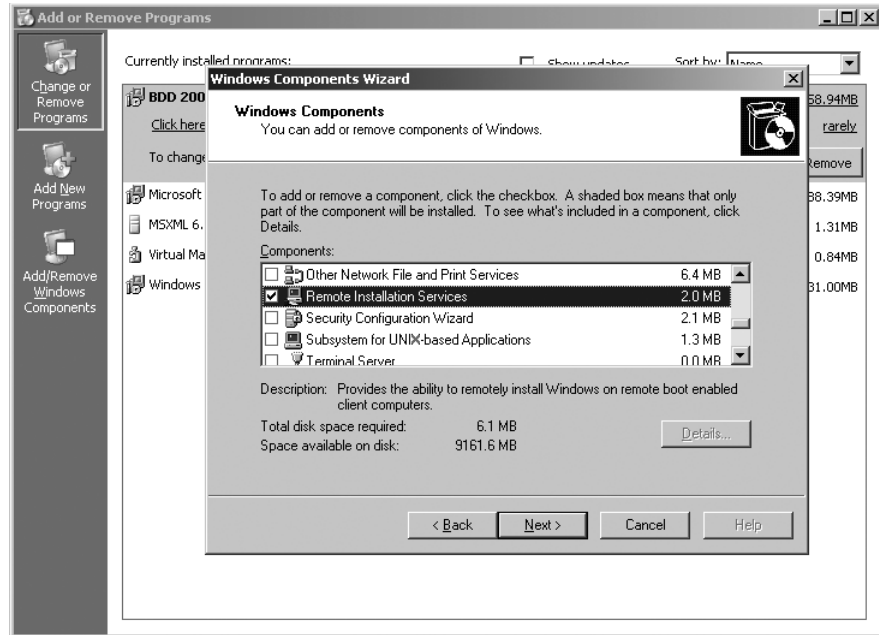 Add or Remove Programs
Change or
Remove
Programs
Add New
Programs
Add/Remove
Windows
Components
Currently installed programs:
Show updates
Sort by: Name
BDD 200
58.94MB
Click here
rarely
To change
Remove
Microsoft
38.39MB
MSXML 6.
1.31MB
Virtual Ma
0.84MB
Windows
31.00MB
Windows Components Wizard
Windows Components
You can add or remove components of Windows.
To add or remove a component, click the checkbox. A shaded box means that only
part of the component will be installed. To see what's included in a component, click
Details.
Components:
Other Network File and Print Services 6.4 MB
Remote Installation Services 2.0 MB
Security Configuration Wizard 2.1 MB
Subsystem for UNIX-based Applications 1.3 MB
Terminal Server 0.0 MB
Description: Provides the ability to remotely install Windows on remote boot enabled
client computers.
Total disk space required: 6.1 MB
Space available on disk: 9161.6 MB
Details...
< Back
Next >
Cancel
Help